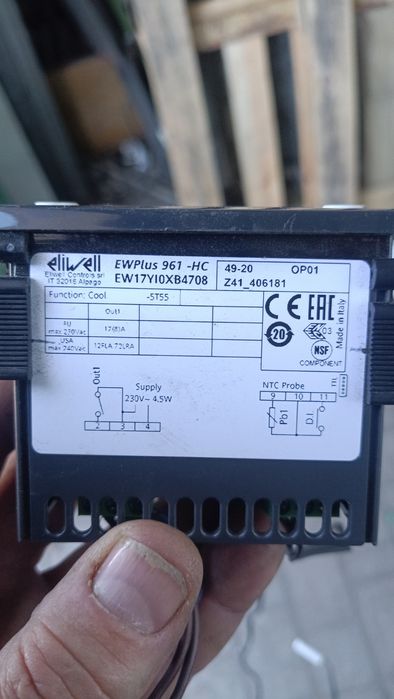 eliwell
Eliwell Controls srl
IT 32016 Alpago
EWPlus 961 -HC
EW17YI0XB4708
49-20 OP01
Z41_406181
Function: Cool -5T55
Out1
EU
max 230Vac 17(8)A
USA
max 240Vac 12FLA 72LRA
CE EAC
20
03
NSF
COMPONENT
Made in Italy
Out1
Supply
230V~ 4,5W
2 3 4
NTC Probe
9 10 11
Pb1
D.I.
TTL